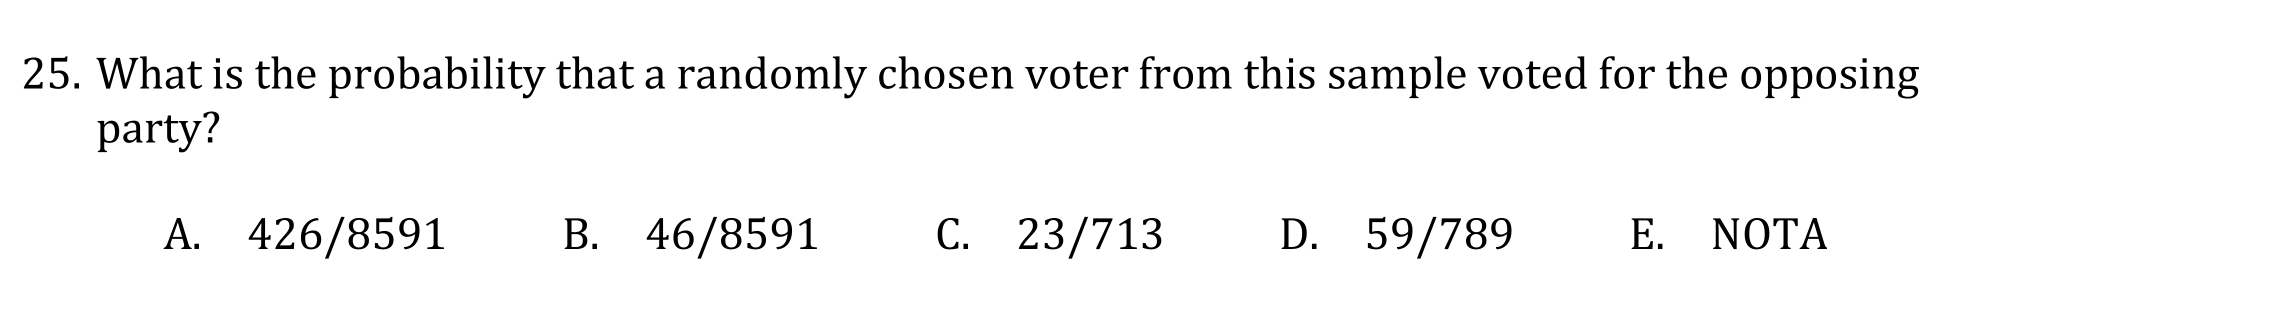 25. What is the probability that a randomly chosen voter from this sample voted for the opposing
party?
A. 426/8591 B. 46/8591 C. 23/713 D. 59/789 E. NOTA